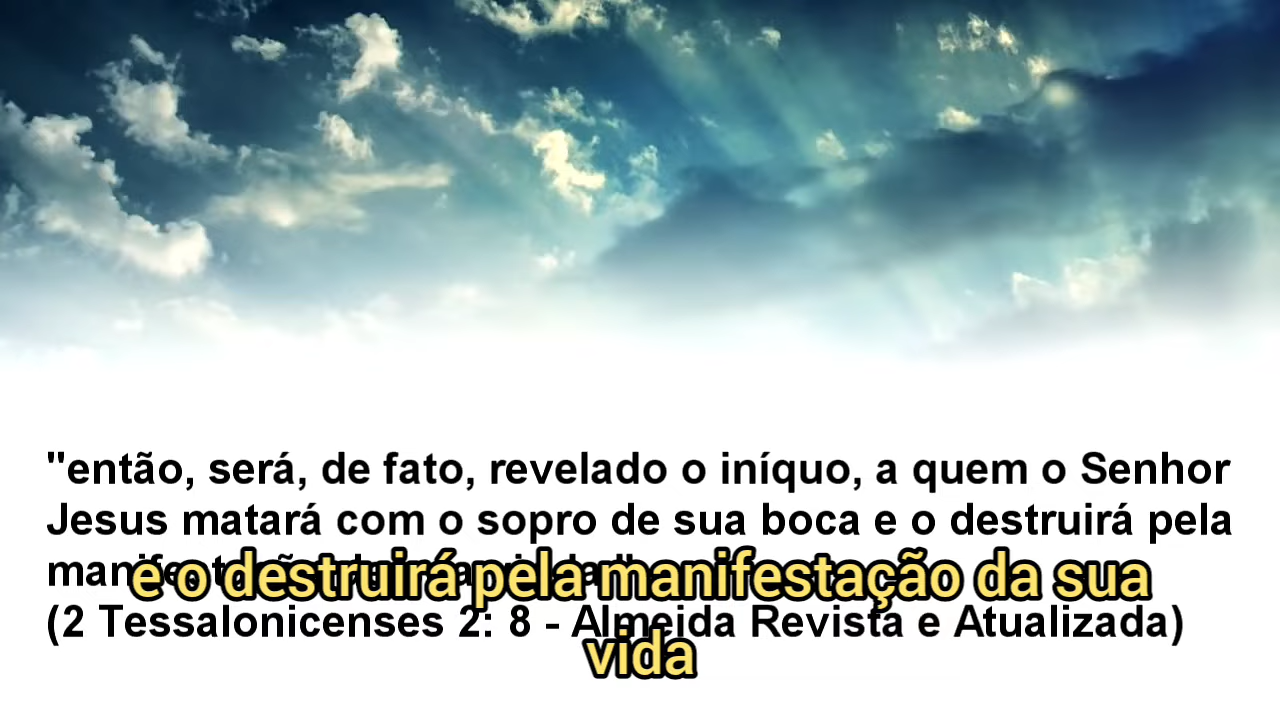 "então, será, de fato, revelado o iníquo, a quem o Senhor
Jesus matará com o sopro de sua boca e o destruirá pela
(2 Tessalonicenses 2: 8 - Almeida Revista e Atualizada)
e o destruirá pela manifestação da sua
vida